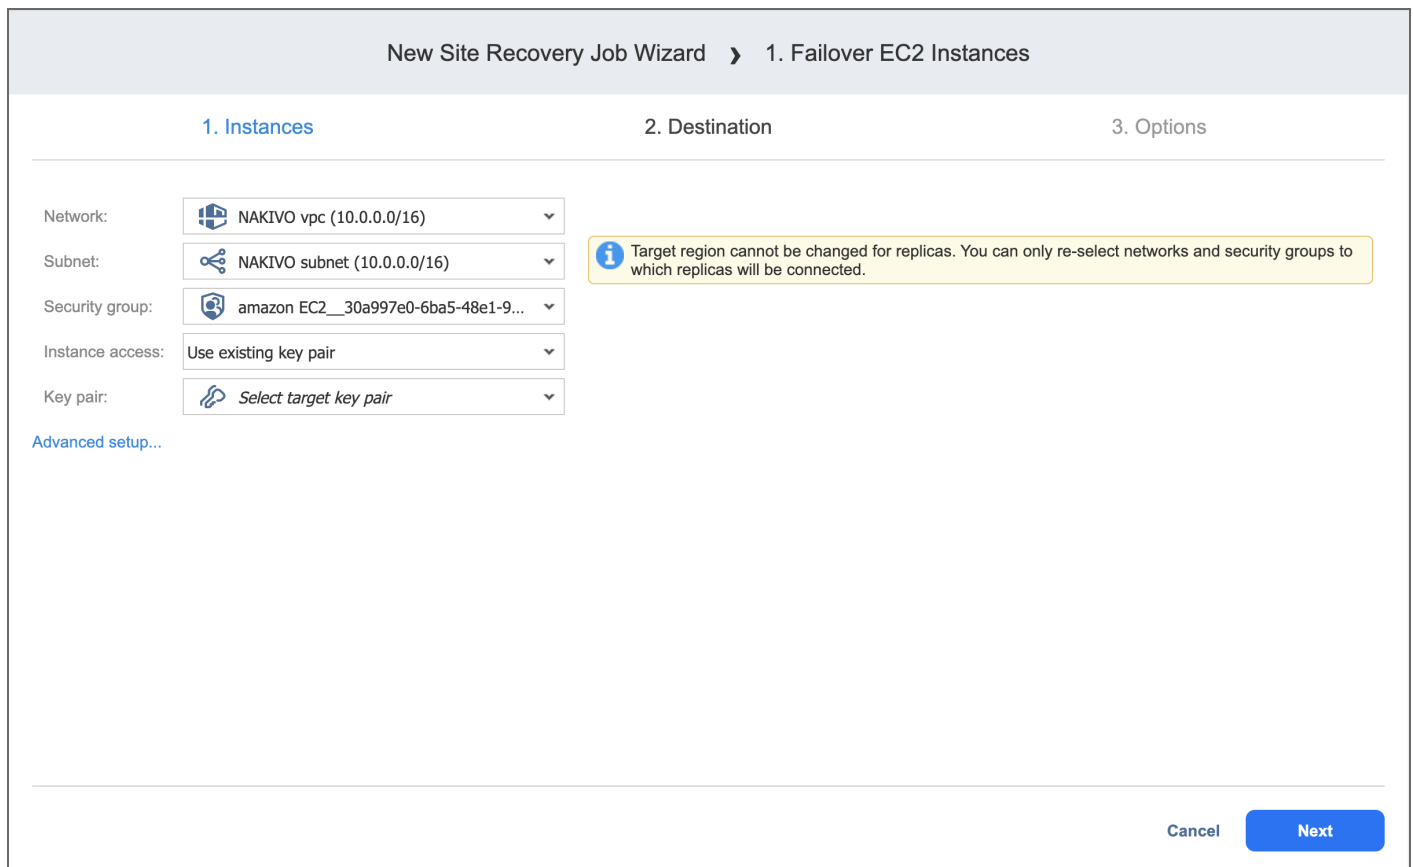 New Site Recovery Job Wizard ❯ 1. Failover EC2 Instances
1. Instances
2. Destination
3. Options
Network: NAKIVO vpc (10.0.0.0/16)
Subnet: NAKIVO subnet (10.0.0.0/16)
Security group: amazon EC2__30a997e0-6ba5-48e1-9...
Instance access: Use existing key pair
Key pair: Select target key pair
Advanced setup...
Target region cannot be changed for replicas. You can only re-select networks and security groups to
which replicas will be connected.
Cancel
Next